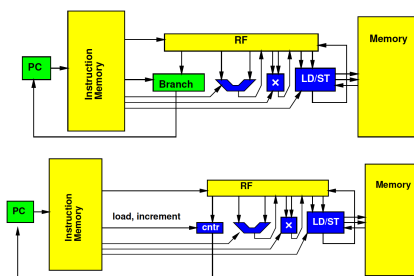 RF
Memory
PC
Instruction
Memory
Branch
×
LD/ST
RF
Memory
PC
Instruction
Memory
load, increment
cntr
×
LD/ST